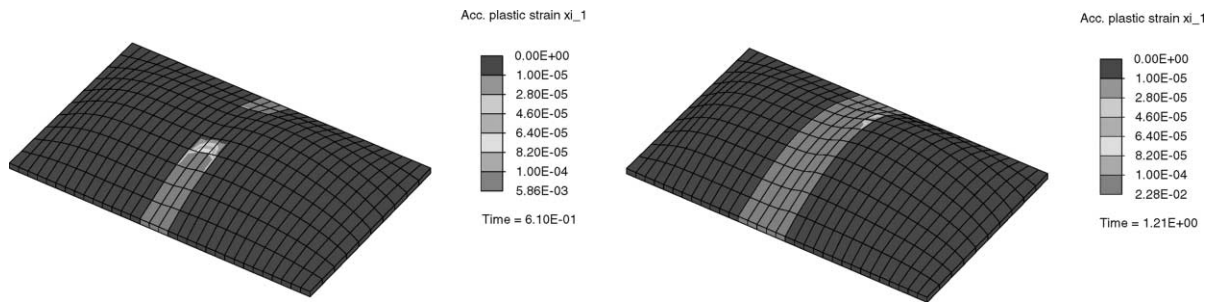 Acc. plastic strain xi_1
0.00E+00
1.00E-05
2.80E-05
4.60E-05
6.40E-05
8.20E-05
1.00E-04
5.86E-03
Time = 6.10E-01
Acc. plastic strain xi_1
0.00E+00
1.00E-05
2.80E-05
4.60E-05
6.40E-05
8.20E-05
1.00E-04
2.28E-02
Time = 1.21E+00